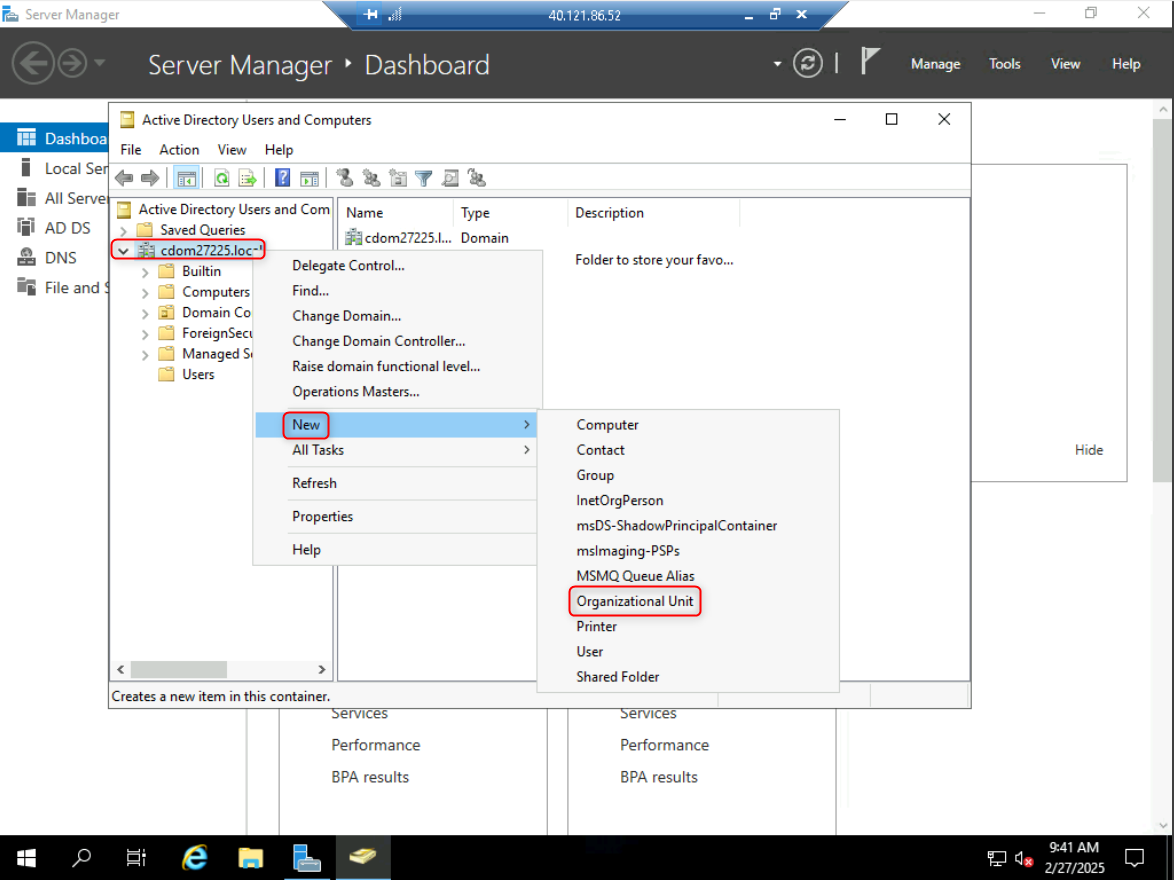 Server Manager
40.121.86.52
Server Manager
Dashboard
Manage
Tools
View
Help
Active Directory Users and Computers
File
Action
View
Help
Dashboa
Local Ser
All Server
AD DS
DNS
File and S
Active Directory Users and Com
Saved Queries
cdom27225.local
Builtin
Computers
Domain Co
ForeignSecu
Managed Se
Users
Name
Type
Description
cdom27225.l...
Domain
Folder to store your favo...
Delegate Control...
Find...
Change Domain...
Change Domain Controller...
Raise domain functional level...
Operations Masters...
New
All Tasks
Refresh
Properties
Help
Computer
Contact
Group
InetOrgPerson
msDS-ShadowPrincipalContainer
msImaging-PSPs
MSMQ Queue Alias
Organizational Unit
Printer
User
Shared Folder
Hide
Creates a new item in this container.
Services
Performance
BPA results
Services
Performance
BPA results
9:41 AM
2/27/2025